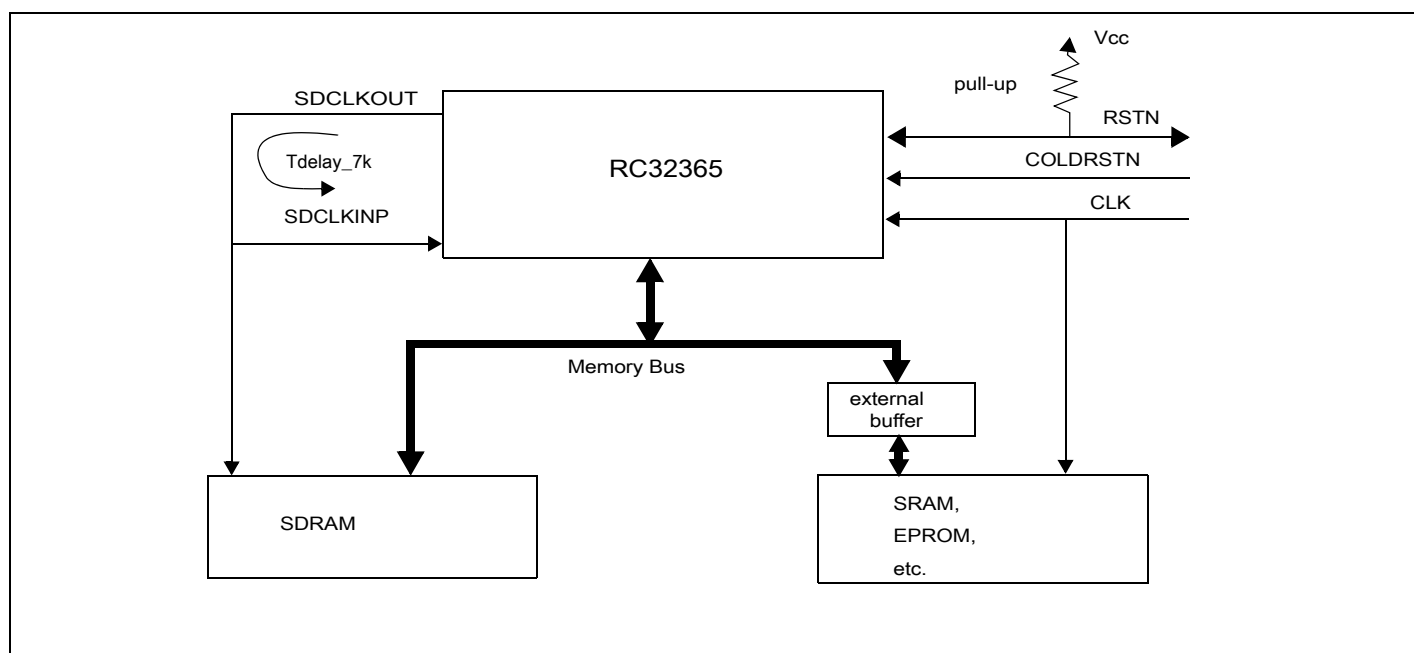 Vcc
pull-up
SDCLKOUT
RSTN
Tdelay_7k
RC32365
COLDRSTN
SDCLKINP
CLK
Memory Bus
external
buffer
SDRAM
SRAM,
EPROM,
etc.